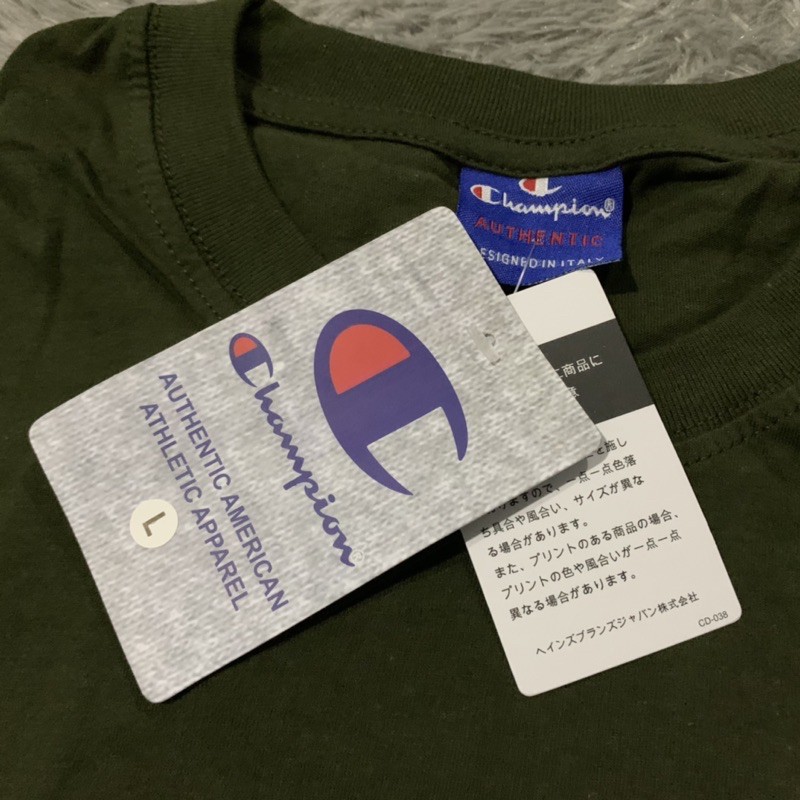 Champion®
AUTHENTIC
DESIGNED IN ITALY
Champion
AUTHENTIC AMERICAN
ATHLETIC APPAREL
L
商品に
施し
ますので、一点一点色落
ち具合や風合い、サイズが異な
る場合があります。
また、プリントのある商品の場合、
プリントの色や風合いが一点一点
異なる場合があります。
ヘインズブランズジャパン株式会社
CD-038